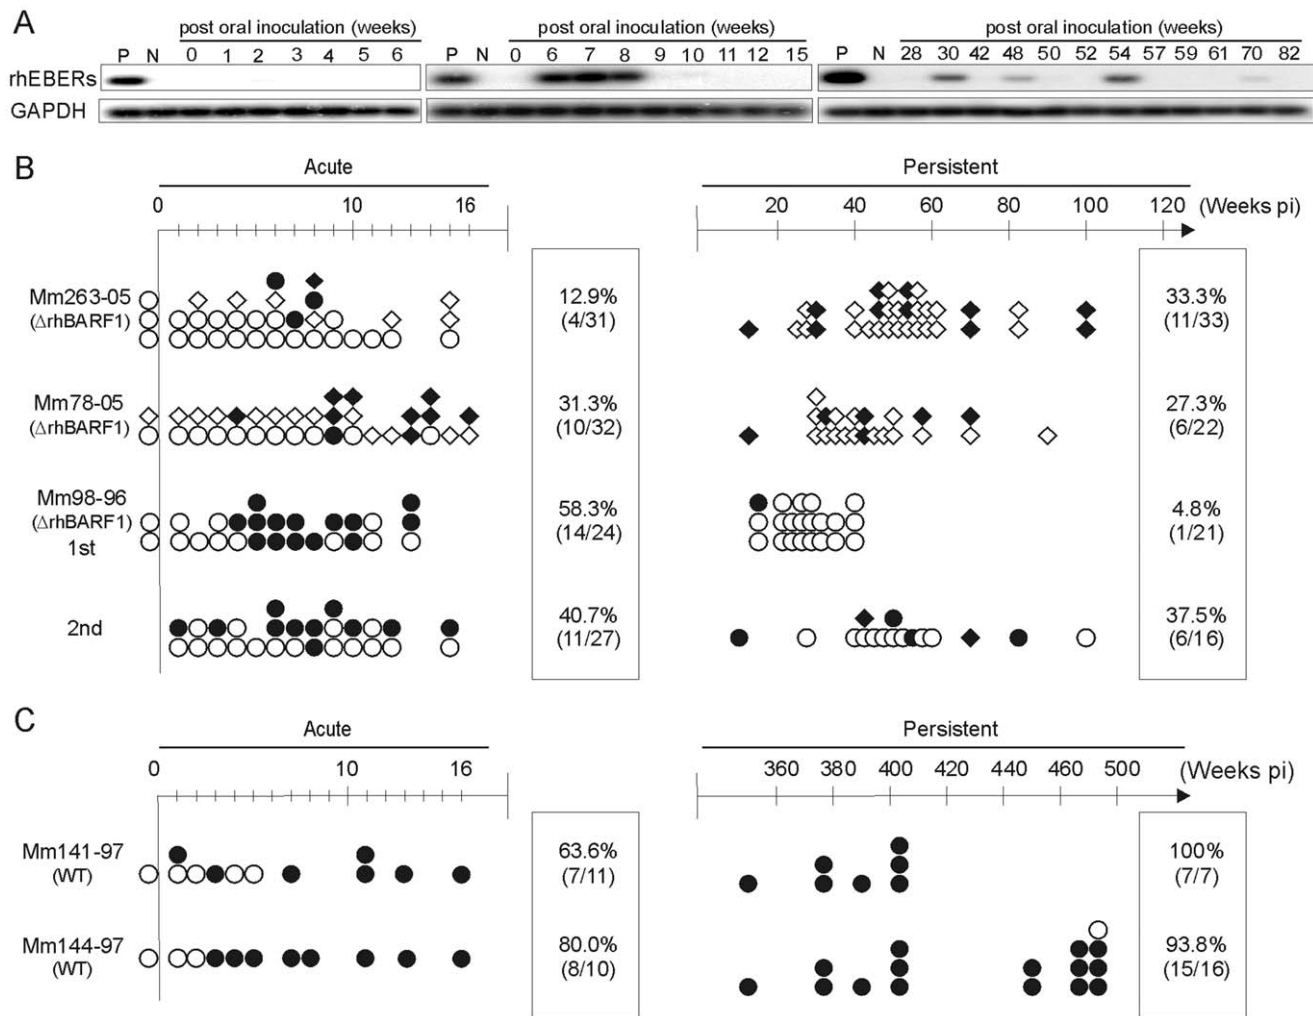 A
post oral inoculation (weeks) post oral inoculation (weeks) post oral inoculation (weeks)
P N 0 1 2 3 4 5 6 P N 0 6 7 8 9 10 11 12 15 P N 28 30 42 48 50 52 54 57 59 61 70 82
rhEBERs
GAPDH
B
Acute Persistent
0 10 16 20 40 60 80 100 120 (Weeks pi)
Mm263-05 12.9% 33.3%
(ΔrhBARF1) (4/31) (11/33)
Mm78-05 31.3% 27.3%
(ΔrhBARF1) (10/32) (6/22)
Mm98-96
(ΔrhBARF1) 58.3% 4.8%
1st (14/24) (1/21)
2nd 40.7% 37.5%
(11/27) (6/16)
C
Acute Persistent
0 10 16 360 380 400 420 440 460 500 (Weeks pi)
Mm141-97 63.6% 100%
(WT) (7/11) (7/7)
Mm144-97 80.0% 93.8%
(WT) (8/10) (15/16)